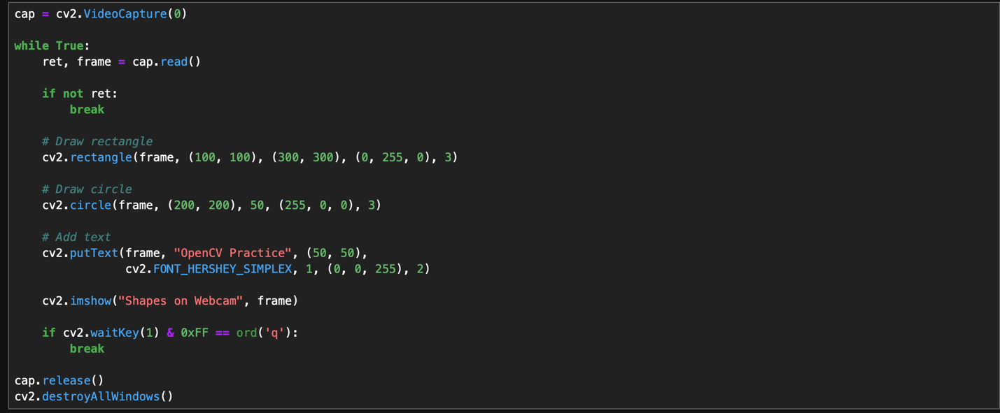 cap = cv2.VideoCapture(0)

while True:
    ret, frame = cap.read()

    if not ret:
        break

    # Draw rectangle
    cv2.rectangle(frame, (100, 100), (300, 300), (0, 255, 0), 3)

    # Draw circle
    cv2.circle(frame, (200, 200), 50, (255, 0, 0), 3)

    # Add text
    cv2.putText(frame, "OpenCV Practice", (50, 50),
                cv2.FONT_HERSHEY_SIMPLEX, 1, (0, 0, 255), 2)

    cv2.imshow("Shapes on Webcam", frame)

    if cv2.waitKey(1) & 0xFF == ord('q'):
        break

cap.release()
cv2.destroyAllWindows()